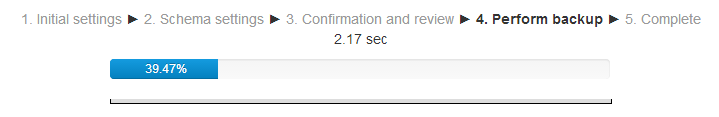 1. Initial settings ► 2. Schema settings ► 3. Confirmation and review ► 4. Perform backup ► 5. Complete
2.17 sec
39.47%